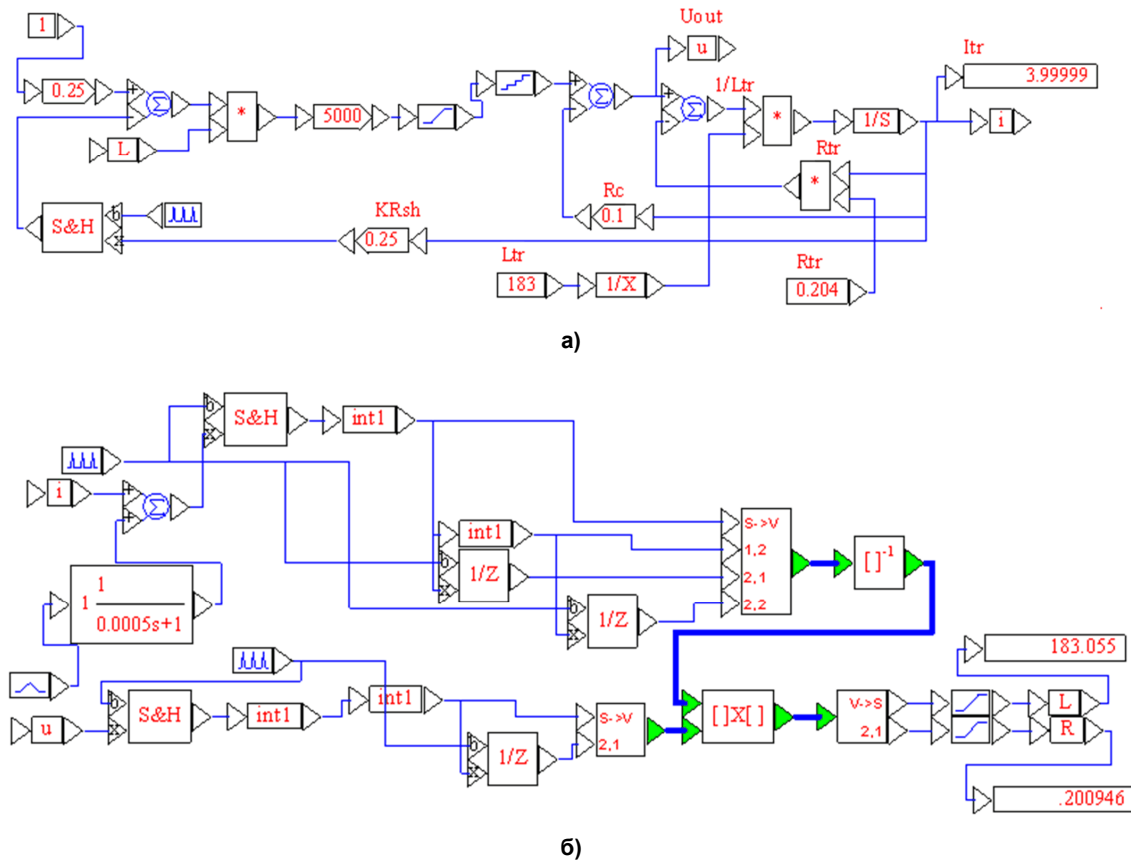 Uout
1
u
Itr
3.99999
0.25
+
Σ
-
*
5000
+
Σ
-
+
Σ
-
1/Ltr
*
1/S
i
L
Rtr
*
S&H
b
x
KRsh
0.25
Rc
0.1
Ltr
183
1/X
Rtr
0.204
а)
b
x
S&H
int1
i
+
Σ
+
int1
b
x
1/Z
S->V
1,2
2,1
2,2
[ ]-1
1
1
0.0005s+1
b
x
1/Z
183.055
u
b
x
S&H
int1
int1
b
x
1/Z
S->V
2,1
[ ]X[ ]
V->S
2,1
L
R
.200946
б)